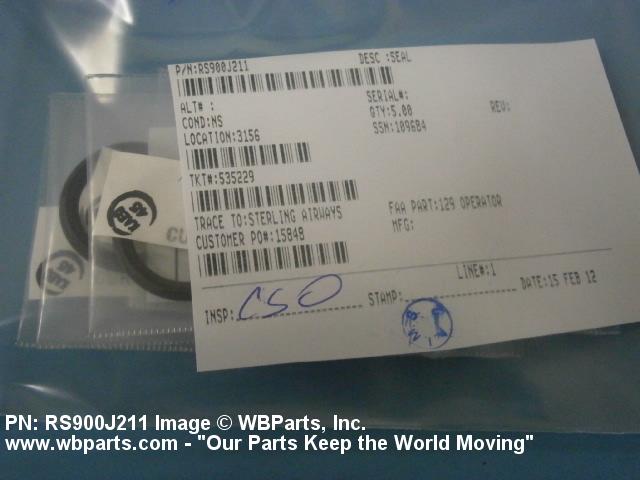 P/N:RS900J211 DESC :SEAL
ALT# : SERIAL#:
COND:NS QTY:5.00 REV:
LOCATION:3156 SSN:109684
TKT#:535229
TRACE TO:STERLING AIRWAYS FAA PART:129 OPERATOR
CUSTOMER PO#:15848 MFG:
LINE#:1
INSP: CSO STAMP: DATE:15 FEB 12
CU
PN: RS900J211 Image © WBParts, Inc.
www.wbparts.com - "Our Parts Keep the World Moving"